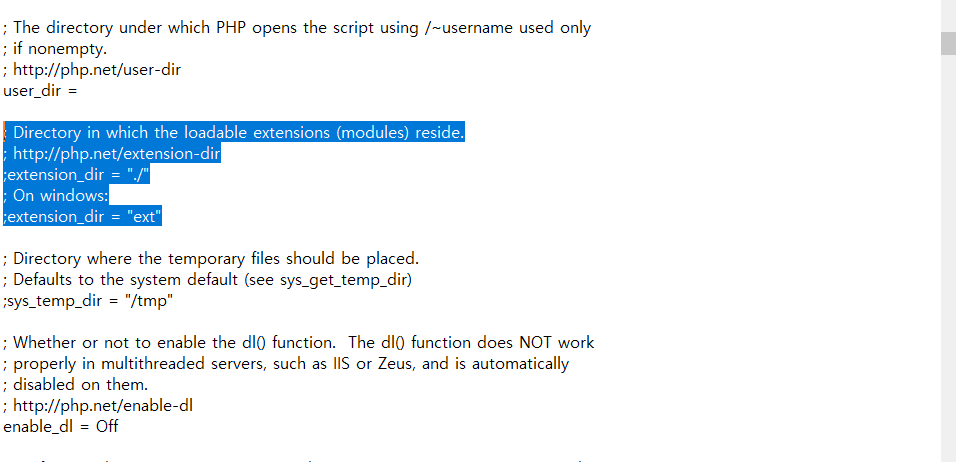 ; The directory under which PHP opens the script using /~username used only
; if nonempty.
; http://php.net/user-dir
user_dir =
; Directory in which the loadable extensions (modules) reside.
; http://php.net/extension-dir
;extension_dir = "./"
; On windows:
;extension_dir = "ext"
; Directory where the temporary files should be placed.
; Defaults to the system default (see sys_get_temp_dir)
;sys_temp_dir = "/tmp"
; Whether or not to enable the dl() function.  The dl() function does NOT work
; properly in multithreaded servers, such as IIS or Zeus, and is automatically
; disabled on them.
; http://php.net/enable-dl
enable_dl = Off